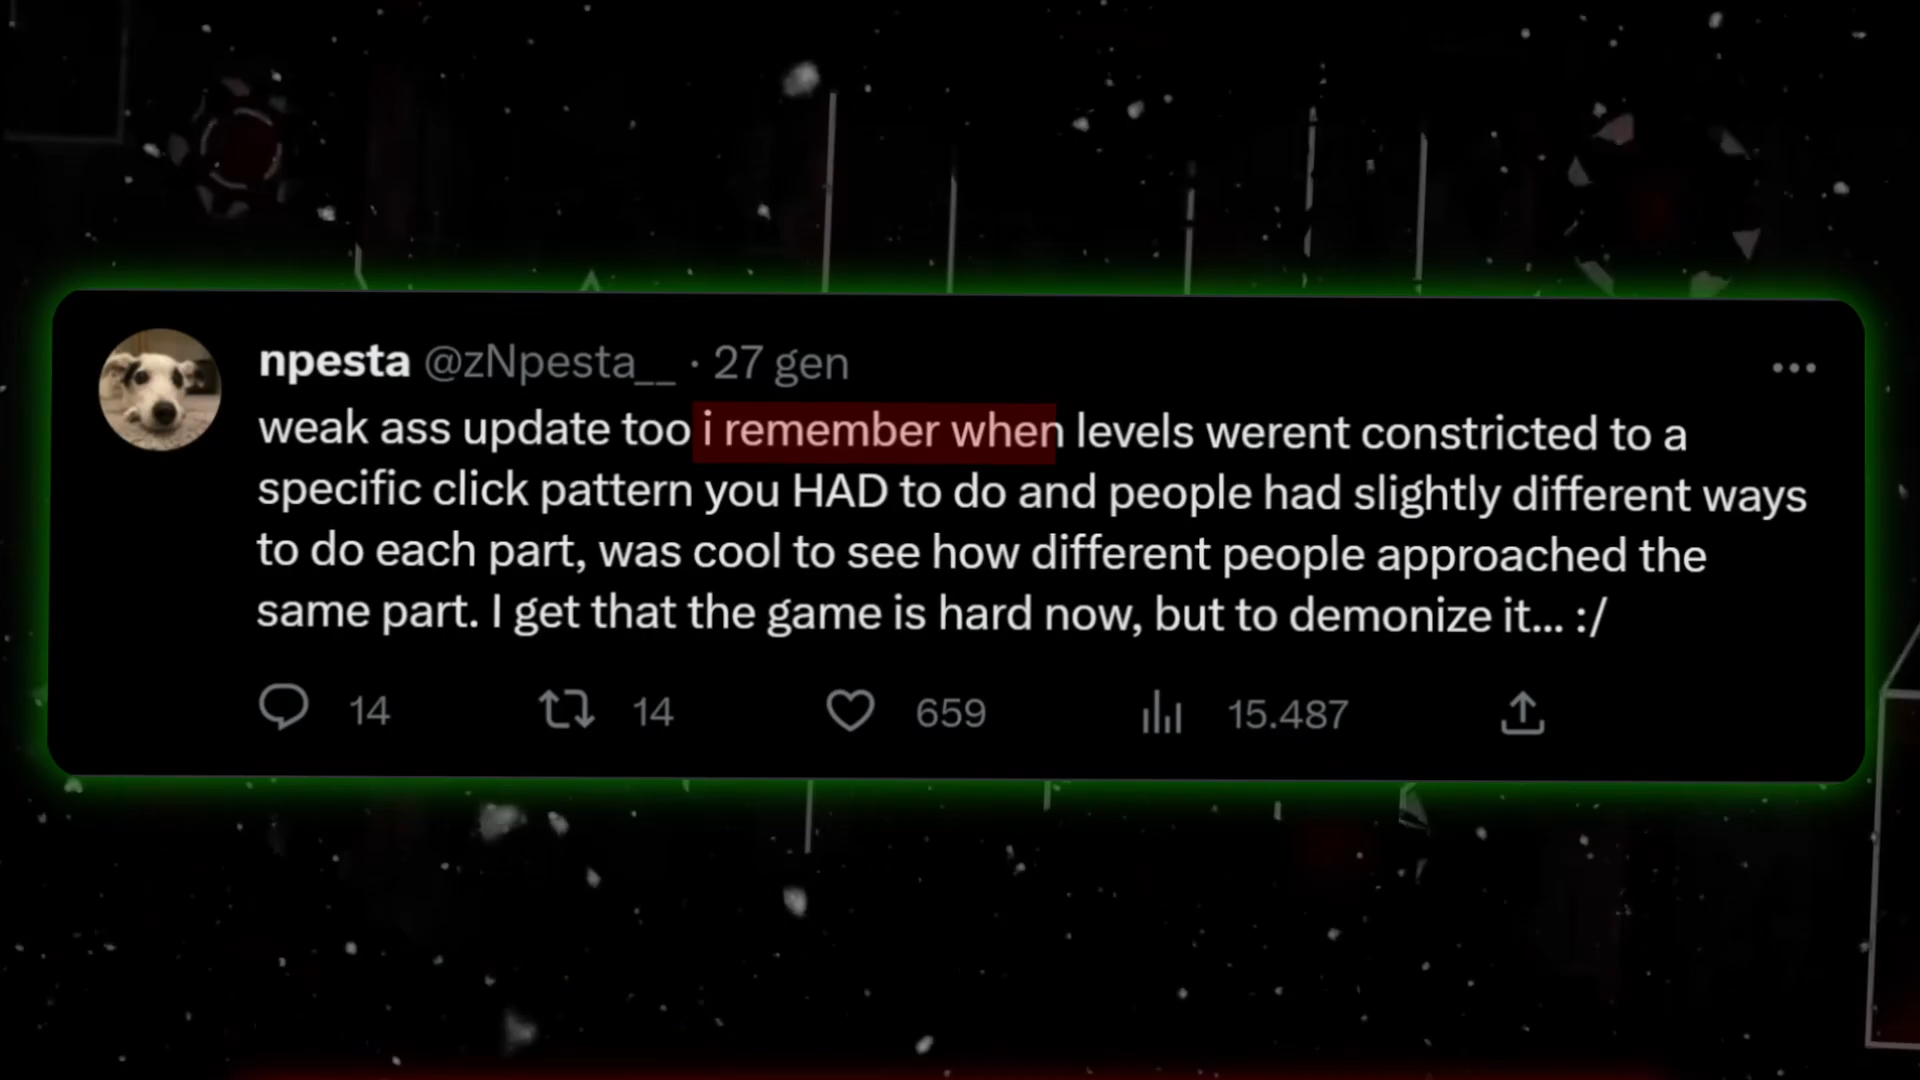 npesta @zNpesta__ · 27 gen
weak ass update too i remember when levels werent constricted to a
specific click pattern you HAD to do and people had slightly different ways
to do each part, was cool to see how different people approached the
same part. I get that the game is hard now, but to demonize it... :/
14 14 659 15.487